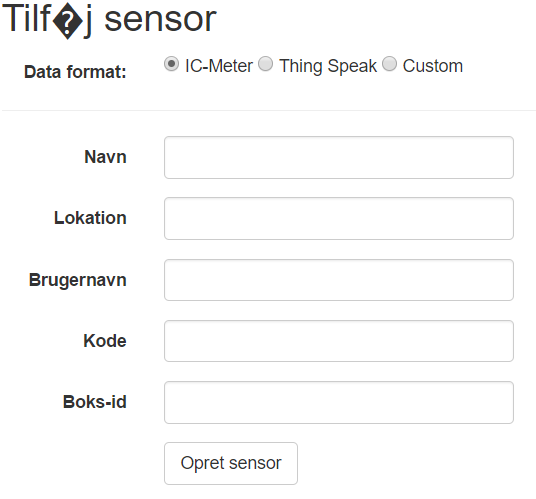 Tilf�j sensor
Data format: IC-Meter Thing Speak Custom
Navn
Lokation
Brugernavn
Kode
Boks-id
Opret sensor